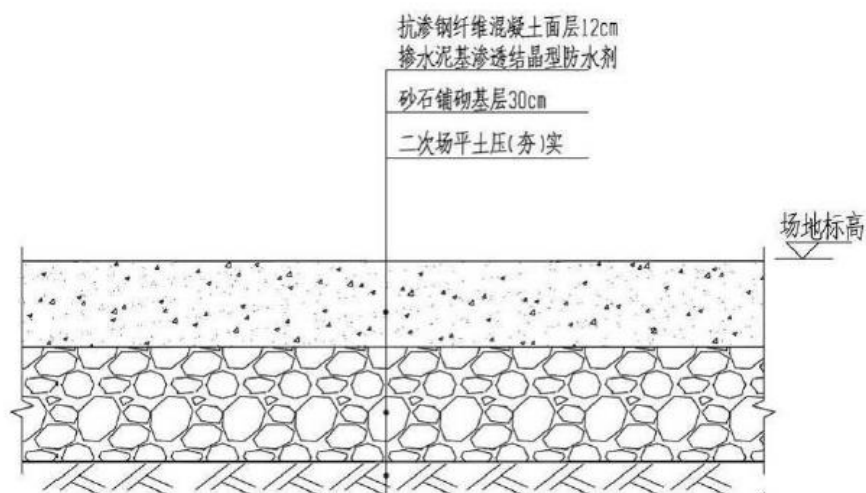 抗渗钢纤维混凝土面层12cm
掺水泥基渗透结晶型防水剂
砂石铺砌基层30cm
二次场平土压(夯)实
场地标高